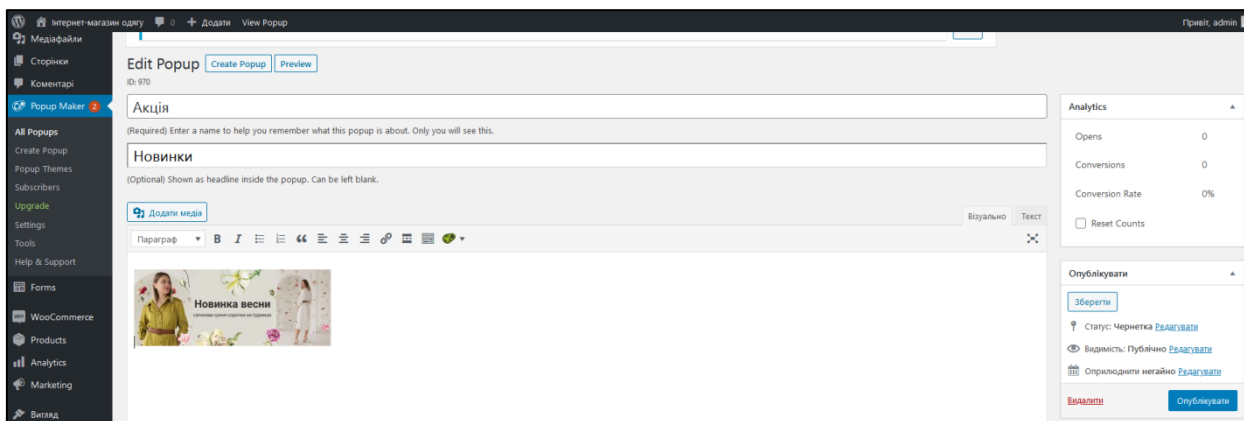 Інтернет-магазин одягу 0 + Додати View Popup Привіт, admin
Медіафайли
Сторінки
Коментарі
Popup Maker 2
All Popups
Create Popup
Popup Themes
Subscribers
Upgrade
Settings
Tools
Help & Support
Forms
WooCommerce
Products
Analytics
Marketing
Вигляд
Edit Popup Create Popup Preview
ID: 970
Акція
(Required) Enter a name to help you remember what this popup is about. Only you will see this.
Новинки
(Optional) Shown as headline inside the popup. Can be left blank.
Додати медіа
Візуально Текст
Параграф B I
Новинка весни
Analytics
Opens 0
Conversions 0
Conversion Rate 0%
Reset Counts
Опублікувати
Зберегти
Статус: Чернетка Редагувати
Видимість: Публічно Редагувати
Оприлюднити негайно Редагувати
Видалити Опублікувати